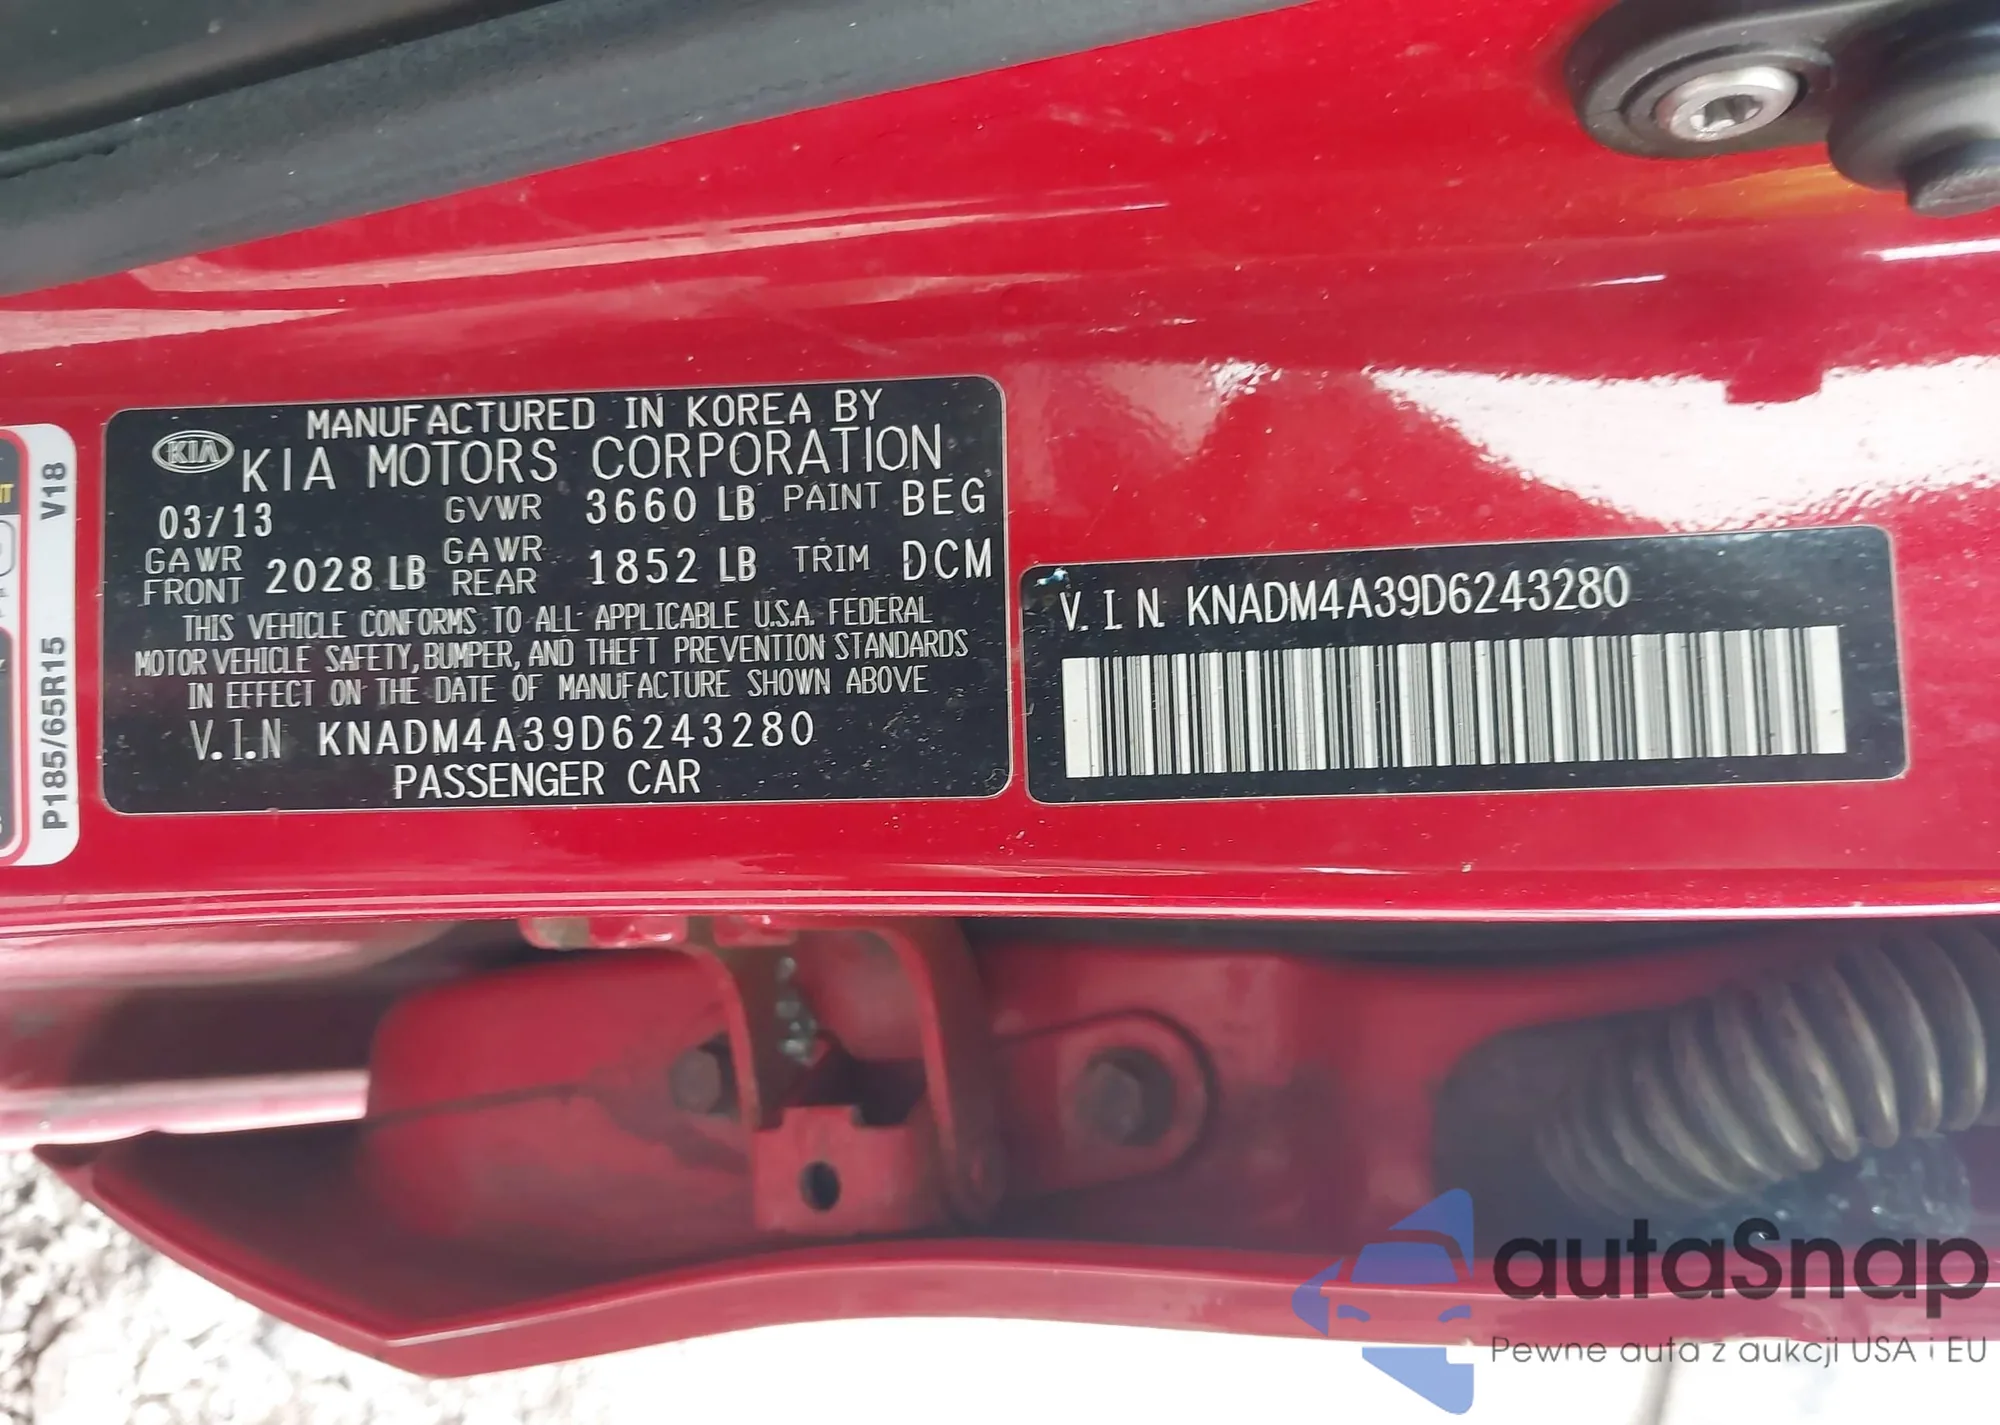 MANUFACTURED IN KOREA BY
KIA KIA MOTORS CORPORATION
03/13 GVWR 3660 LB PAINT BEG
GAWR FRONT 2028 LB GAWR REAR 1852 LB TRIM DCM
THIS VEHICLE CONFORMS TO ALL APPLICABLE U.S.A. FEDERAL
MOTOR VEHICLE SAFETY, BUMPER, AND THEFT PREVENTION STANDARDS
IN EFFECT ON THE DATE OF MANUFACTURE SHOWN ABOVE
V.I.N KNADM4A39D6243280
PASSENGER CAR
V.I.N. KNADM4A39D6243280
P185/65R15 V18
autoSnap
Pewne auta z aukcji USA i EU